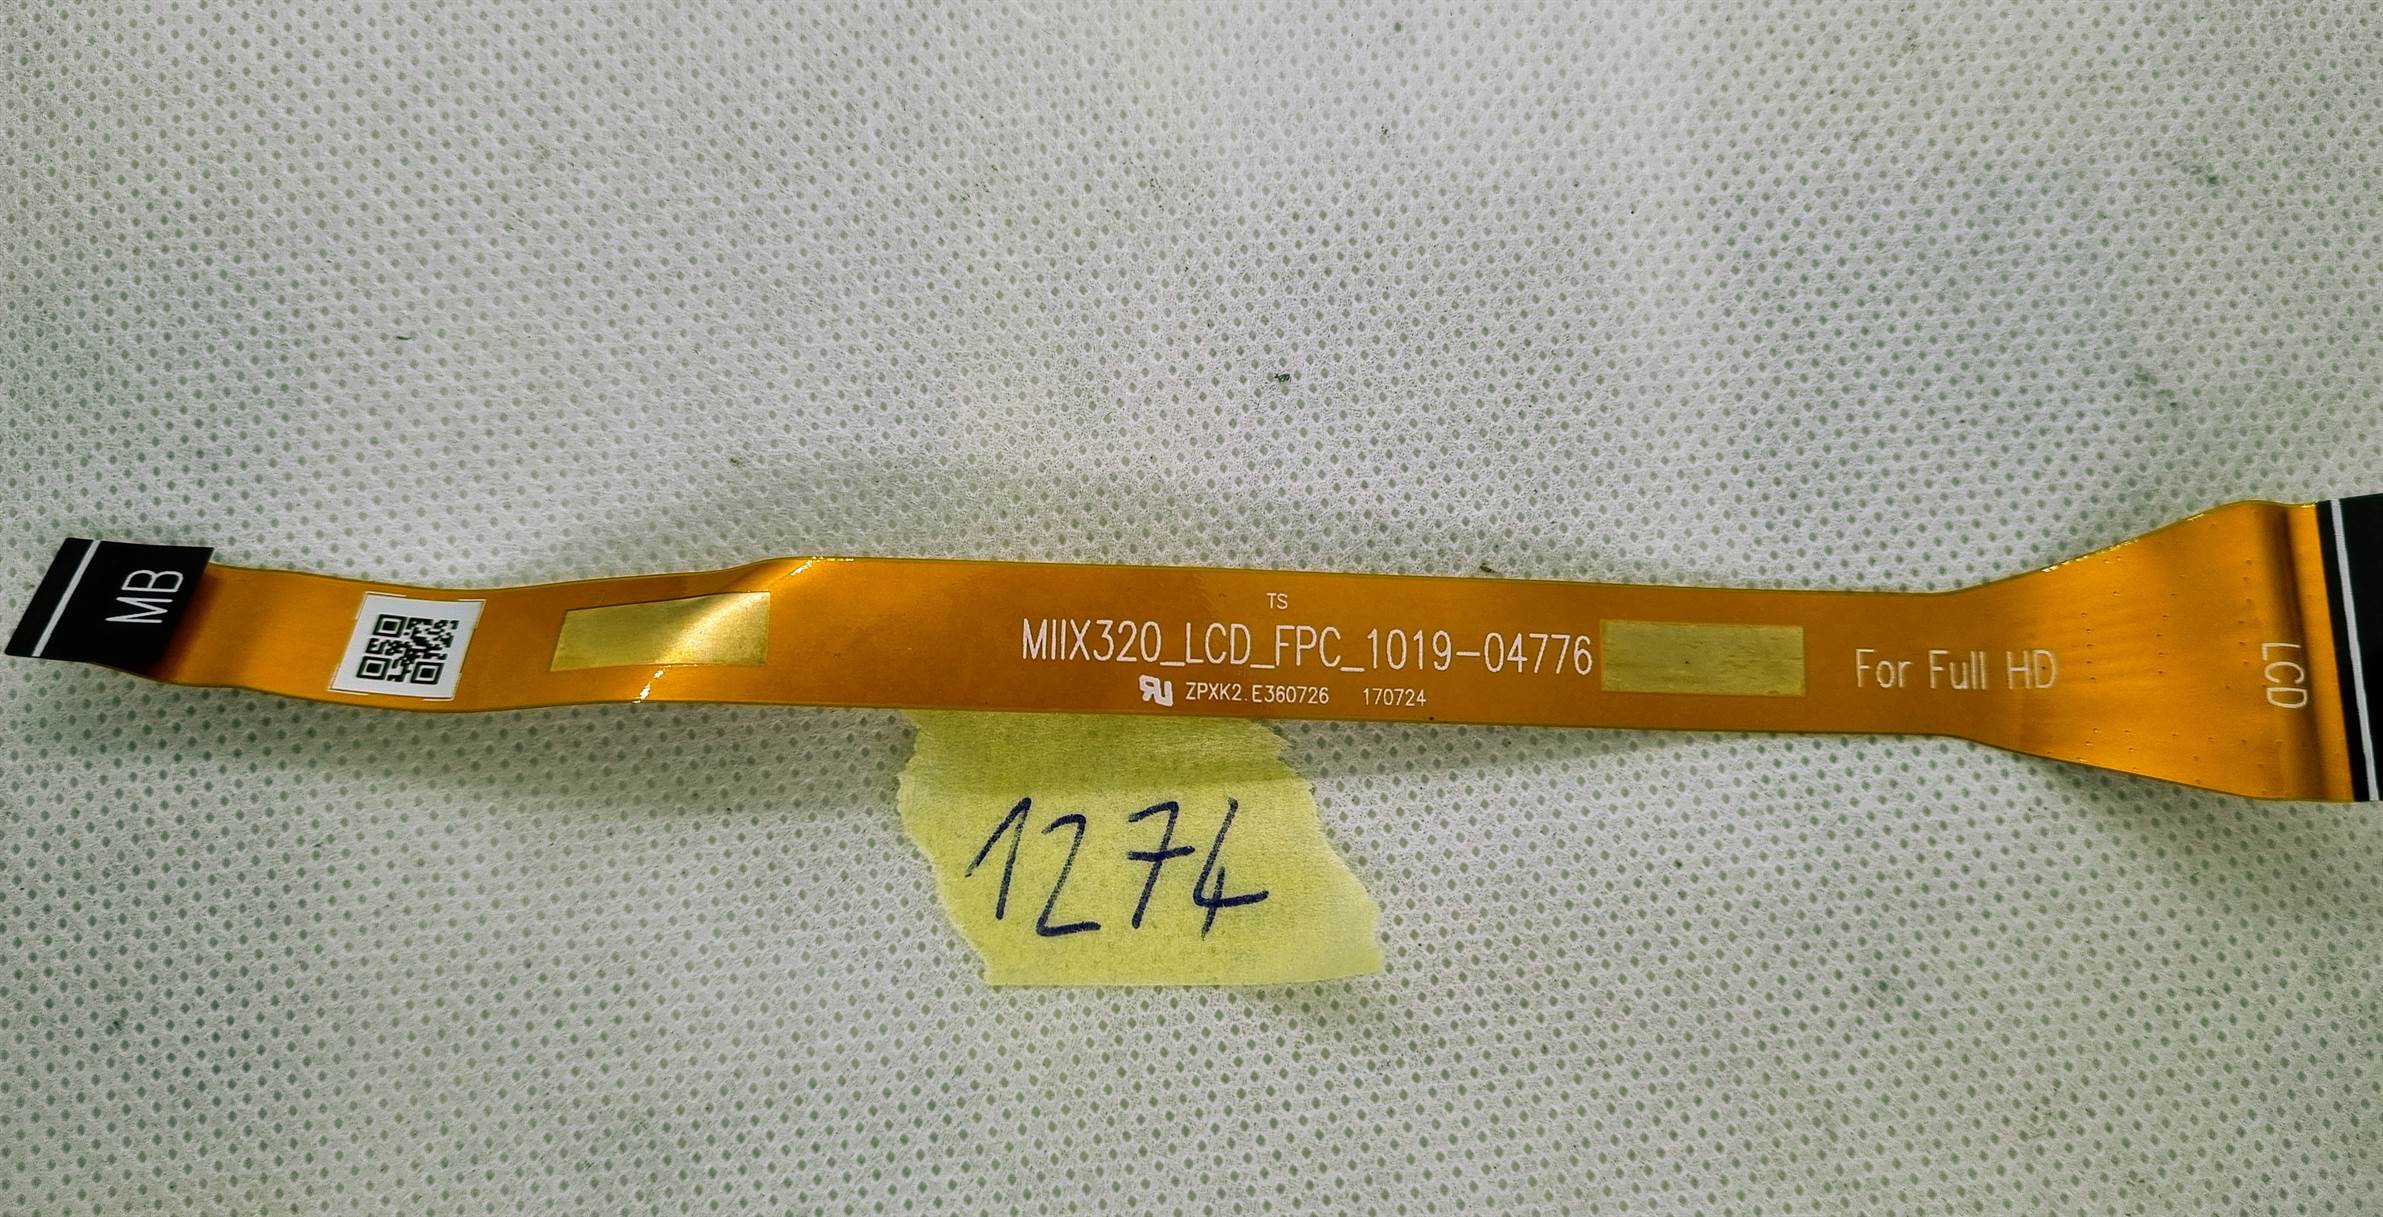 MB
TS
MIIX320_LCD_FPC_1019-04776
ZPXK2.E360726 170724
For Full HD
LCD
1274